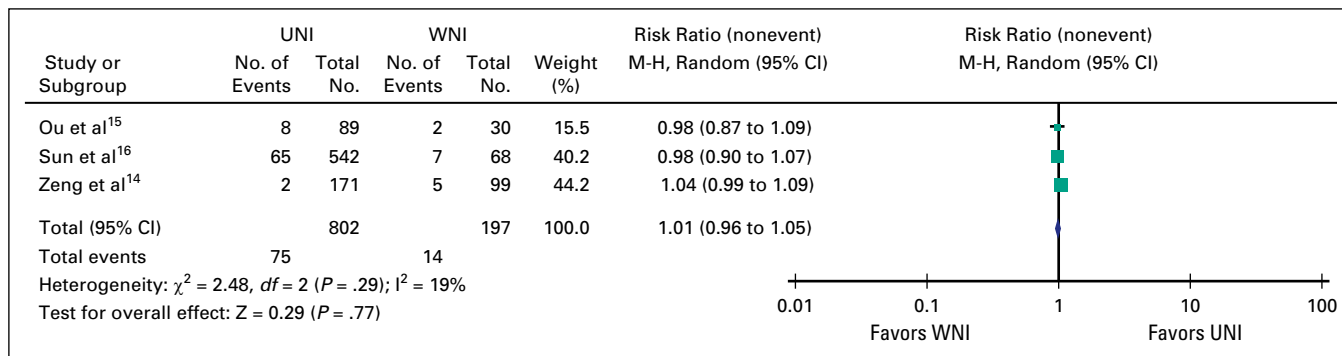 UNI WNI Risk Ratio (nonevent) Risk Ratio (nonevent)
Study or No. of Total No. of Total Weight M-H, Random (95% CI) M-H, Random (95% CI)
Subgroup Events No. Events No. (%)
Ou et al15 8 89 2 30 15.5 0.98 (0.87 to 1.09)
Sun et al16 65 542 7 68 40.2 0.98 (0.90 to 1.07)
Zeng et al14 2 171 5 99 44.2 1.04 (0.99 to 1.09)
Total (95% CI) 802 197 100.0 1.01 (0.96 to 1.05)
Total events 75 14
Heterogeneity: χ2 = 2.48, df = 2 (P = .29); I2 = 19%
Test for overall effect: Z = 0.29 (P = .77)
0.01 0.1 1 10 100
Favors WNI Favors UNI